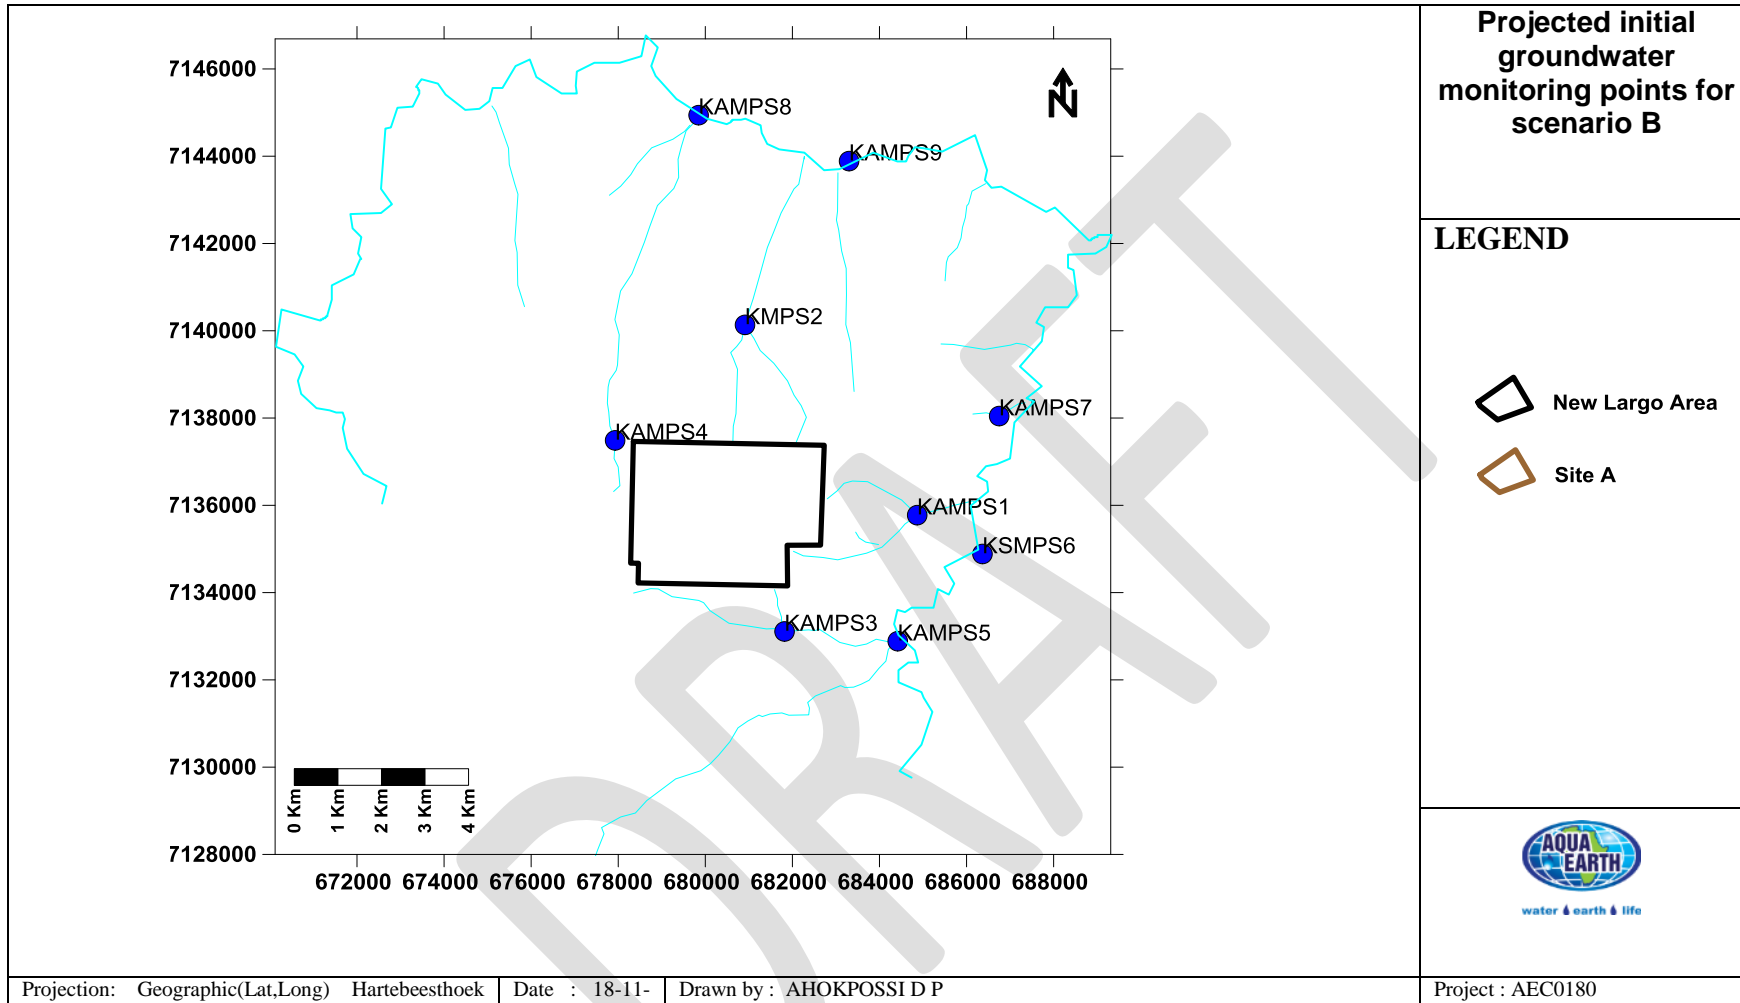 Projected initial
groundwater
monitoring points for
scenario B
LEGEND
New Largo Area
Site A
7146000
7144000
7142000
7140000
7138000
7136000
7134000
7132000
7130000
7128000
672000 674000 676000 678000 680000 682000 684000 686000 688000
N
KAMPS8
KAMPS9
KMPS2
KAMPS7
KAMPS4
KAMPS1
KSMPS6
KAMPS3
KAMPS5
0 Km
1 Km
2 Km
3 Km
4 Km
DRAFT
AQUA
EARTH
water earth life
Projection: Geographic(Lat,Long) Hartebeesthoek
Date : 18-11-
Drawn by : AHOKPOSSI D P
Project : AEC0180